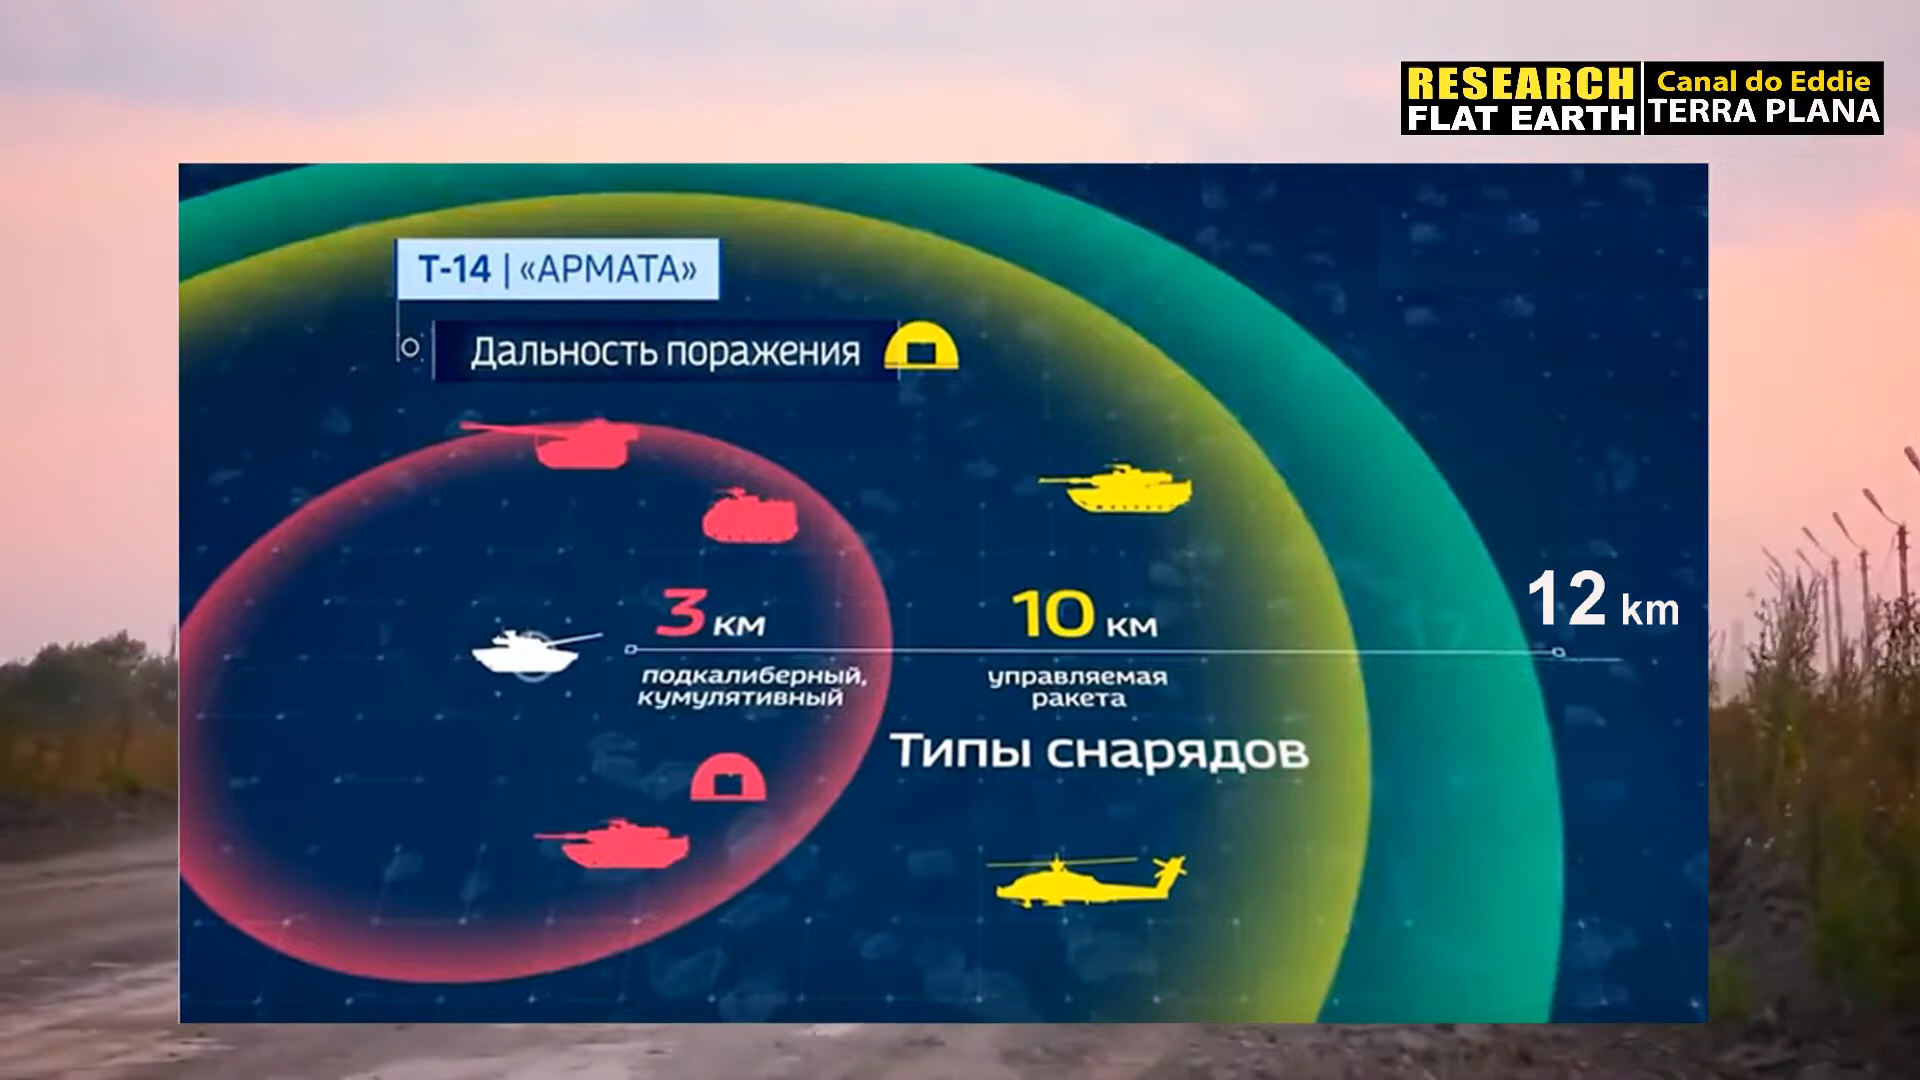 RESEARCH
FLAT EARTH
Canal do Eddie
TERRA PLANA
Т-14 | «АРМАТА»
Дальность поражения
3 км
подкалиберный,
кумулятивный
10 км
управляемая
ракета
12 km
Типы снарядов